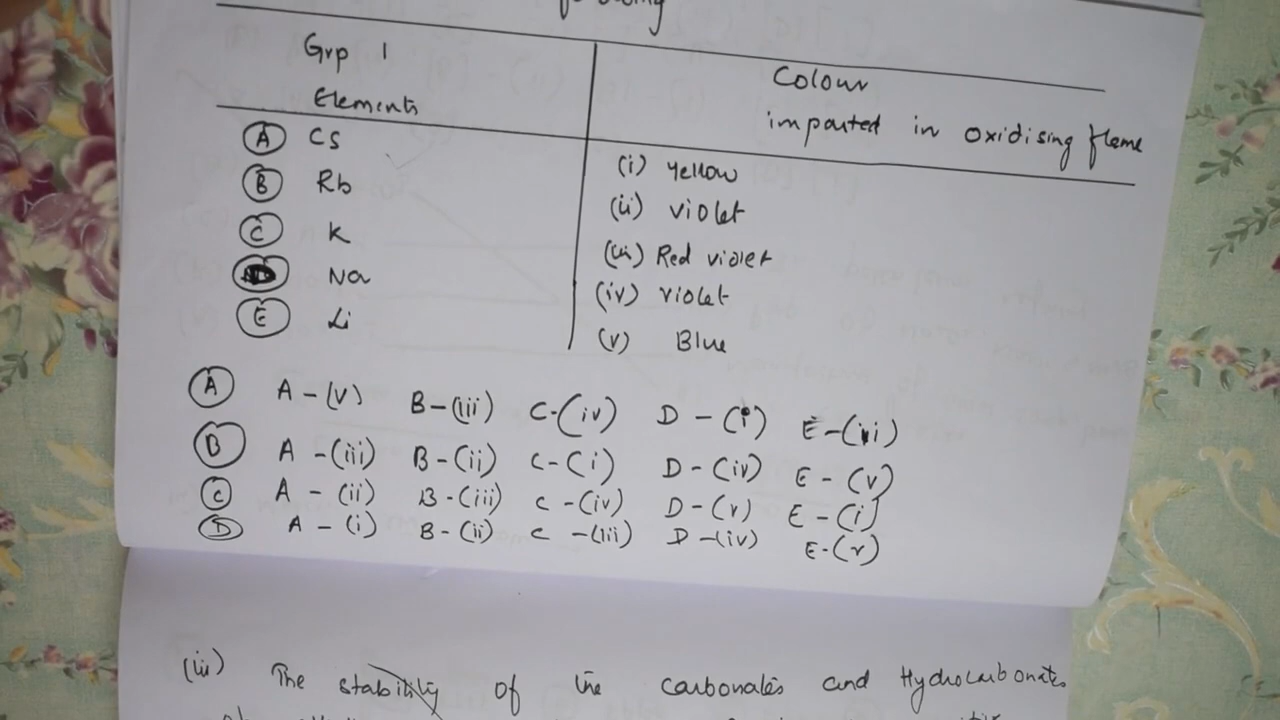 Grp 1
Elements
Colour
imparted in oxidising flame
(A) Cs
(B) Rb
(C) K
Na
(E) Li
(i) Yellow
(ii) violet
(iii) Red violet
(iv) violet
(v) Blue
(A) A-(v) B-(iii) C-(iv) D-(i) E-(ii)
(B) A-(iii) B-(ii) C-(i) D-(iv) E-(v)
(C) A-(ii) B-(iii) C-(iv) D-(v) E-(i)
(D) A-(i) B-(ii) C-(iii) D-(iv) E-(v)
(iii) The stability of the carbonates and Hydrocarbonates